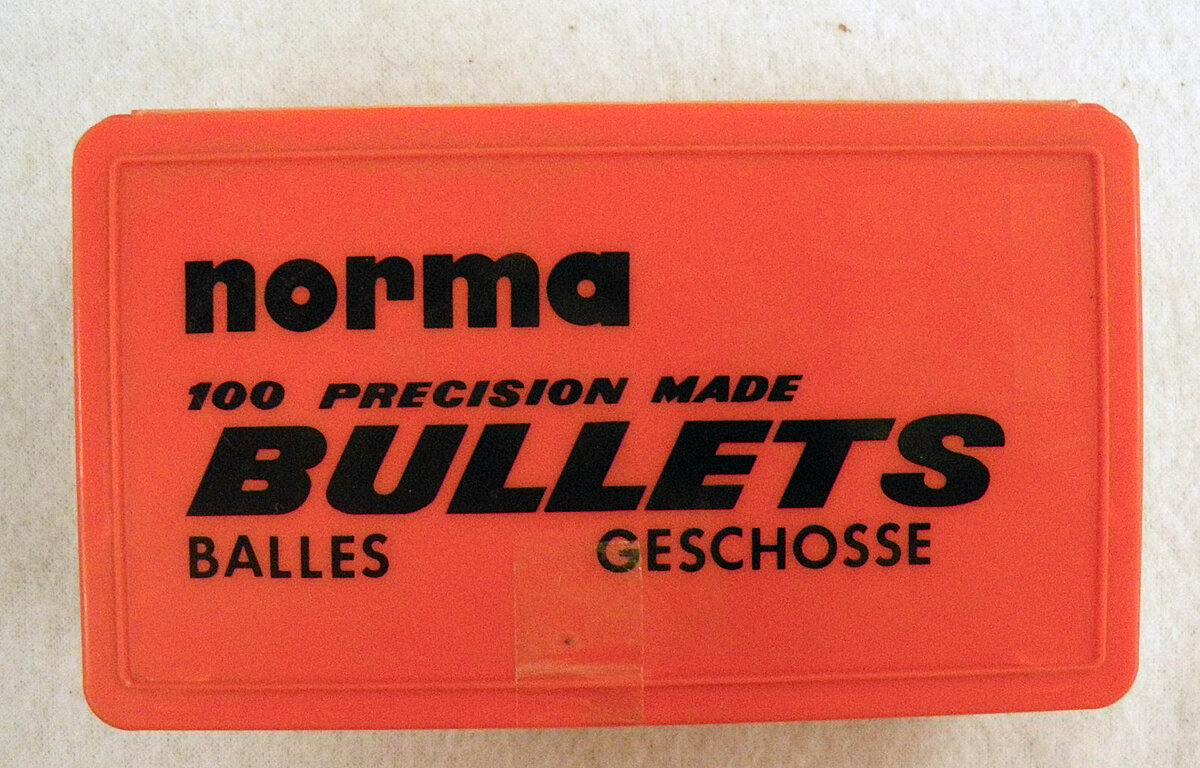 norma
100 PRECISION MADE
BULLETS
BALLES GESCHOSSE